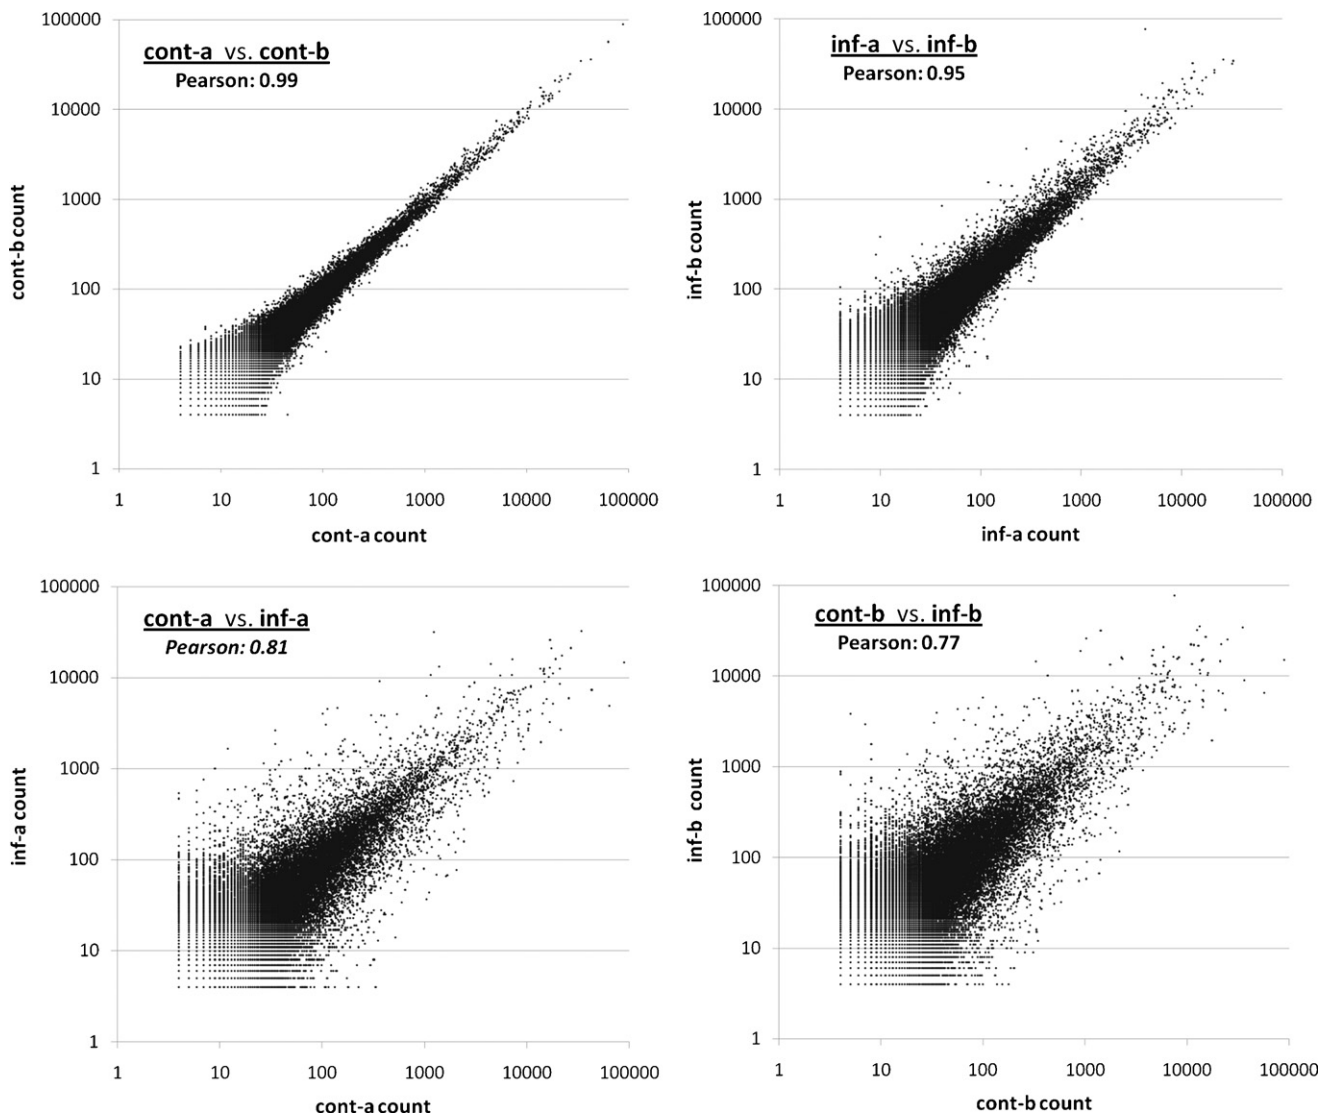 100000
cont-a vs. cont-b
Pearson: 0.99
10000
1000
100
10
1
cont-b count
1 10 100 1000 10000 100000
cont-a count
100000
inf-a vs. inf-b
Pearson: 0.95
10000
1000
100
10
1
inf-b count
1 10 100 1000 10000 100000
inf-a count
100000
cont-a vs. inf-a
Pearson: 0.81
10000
1000
100
10
1
inf-a count
1 10 100 1000 10000 100000
cont-a count
100000
cont-b vs. inf-b
Pearson: 0.77
10000
1000
100
10
1
inf-b count
1 10 100 1000 10000 100000
cont-b count